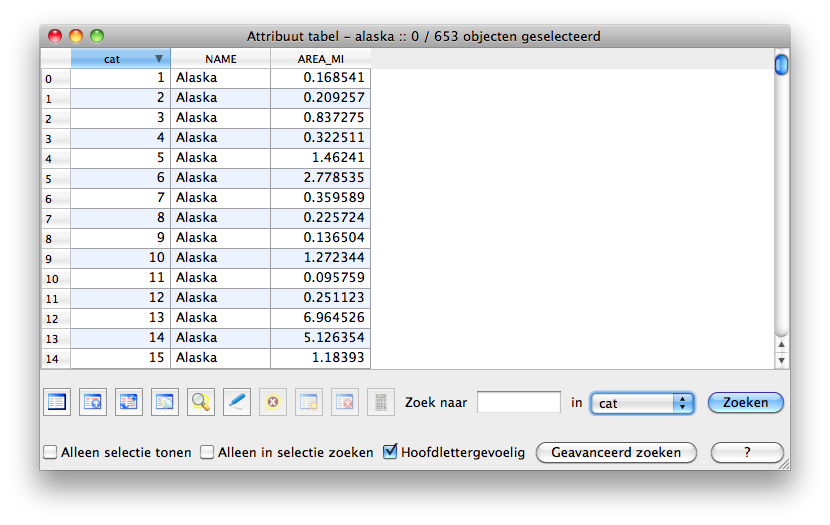 Attribuut tabel – alaska :: 0 / 653 objecten geselecteerd
cat NAME AREA_MI
0 1 Alaska 0.168541
1 2 Alaska 0.209257
2 3 Alaska 0.837275
3 4 Alaska 0.322511
4 5 Alaska 1.46241
5 6 Alaska 2.778535
6 7 Alaska 0.359589
7 8 Alaska 0.225724
8 9 Alaska 0.136504
9 10 Alaska 1.272344
10 11 Alaska 0.095759
11 12 Alaska 0.251123
12 13 Alaska 6.964526
13 14 Alaska 5.126354
14 15 Alaska 1.18393
Zoek naar in cat Zoeken
Alleen selectie tonen Alleen in selectie zoeken Hoofdlettergevoelig Geavanceerd zoeken ?